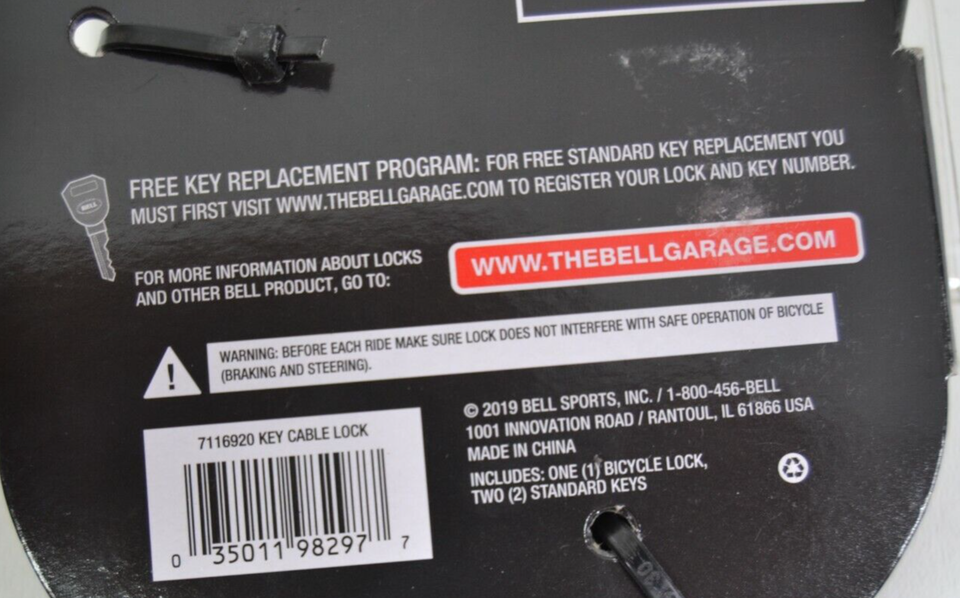 FREE KEY REPLACEMENT PROGRAM: FOR FREE STANDARD KEY REPLACEMENT YOU
MUST FIRST VISIT WWW.THEBELLGARAGE.COM TO REGISTER YOUR LOCK AND KEY NUMBER.
BELL
FOR MORE INFORMATION ABOUT LOCKS
AND OTHER BELL PRODUCT, GO TO:
WWW.THEBELLGARAGE.COM
WARNING: BEFORE EACH RIDE MAKE SURE LOCK DOES NOT INTERFERE WITH SAFE OPERATION OF BICYCLE
(BRAKING AND STEERING).
7116920 KEY CABLE LOCK
0 35011 98297 7
© 2019 BELL SPORTS, INC. / 1-800-456-BELL
1001 INNOVATION ROAD / RANTOUL, IL 61866 USA
MADE IN CHINA
INCLUDES: ONE (1) BICYCLE LOCK,
TWO (2) STANDARD KEYS